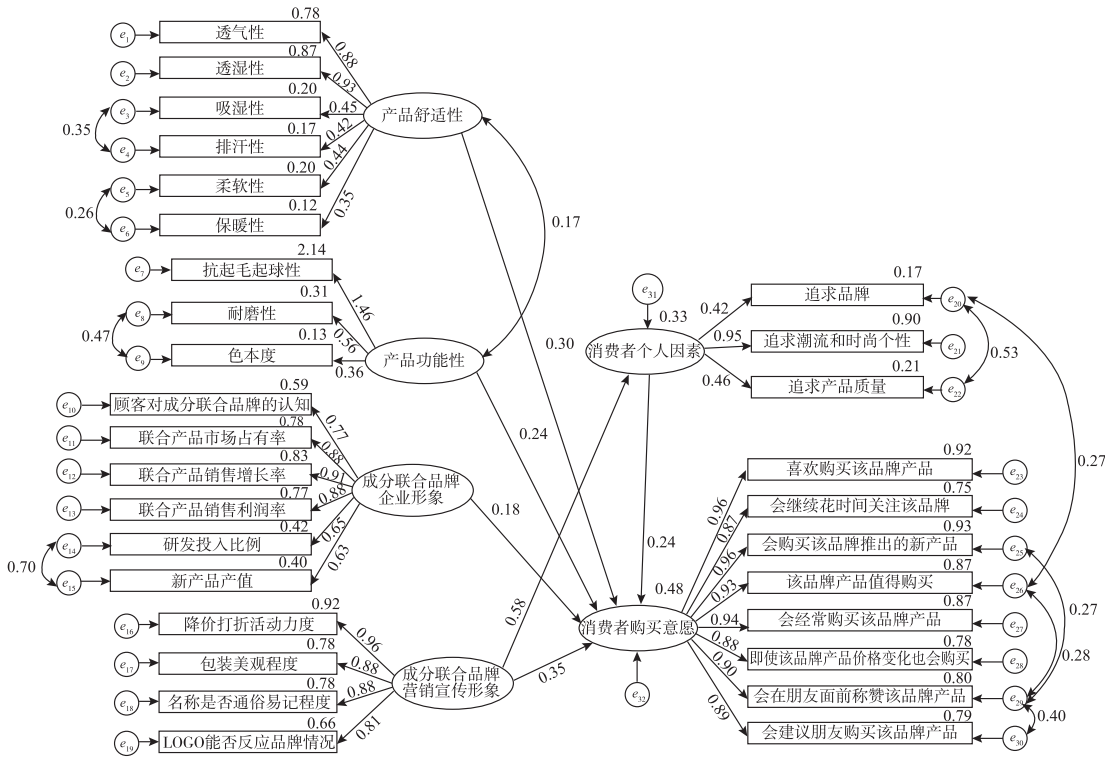 0.78
e1
透气性
0.88
0.87
e2
透湿性
0.93
0.20
e3
吸湿性
0.45
产品舒适性
0.35
0.17
e4
排汗性
0.42
0.20
e5
柔软性
0.44
0.26
0.12
e6
保暖性
0.35
0.17
2.14
e7
抗起毛起球性
1.46
0.31
e8
耐磨性
0.56
0.47
0.13
e9
色本度
0.36
产品功能性
0.30
0.24
0.59
e10
顾客对成分联合品牌的认知
0.77
0.78
e11
联合产品市场占有率
0.88
0.83
e12
联合产品销售增长率
0.91
成分联合品牌
企业形象
0.77
e13
联合产品销售利润率
0.88
0.18
0.42
e14
研发投入比例
0.65
0.70
0.40
e15
新产品产值
0.63
0.92
e16
降价打折活动力度
0.96
0.78
e17
包装美观程度
0.88
成分联合品牌
营销宣传形象
0.58
0.35
0.78
e18
名称是否通俗易记程度
0.88
0.66
e19
LOGO能否反应品牌情况
0.81
e31
0.33
消费者个人因素
0.24
0.17
0.42
追求品牌
e20
0.90
0.95
追求潮流和时尚个性
e21
0.53
0.21
0.46
追求产品质量
e22
0.27
0.48
消费者购买意愿
e32
0.92
0.96
喜欢购买该品牌产品
e23
0.75
0.87
会继续花时间关注该品牌
e24
0.93
0.96
会购买该品牌推出的新产品
e25
0.87
0.93
该品牌产品值得购买
e26
0.27
0.87
0.94
会经常购买该品牌产品
e27
0.28
0.78
0.88
即使该品牌产品价格变化也会购买
e28
0.80
0.90
会在朋友面前称赞该品牌产品
e29
0.40
0.79
0.89
会建议朋友购买该品牌产品
e30